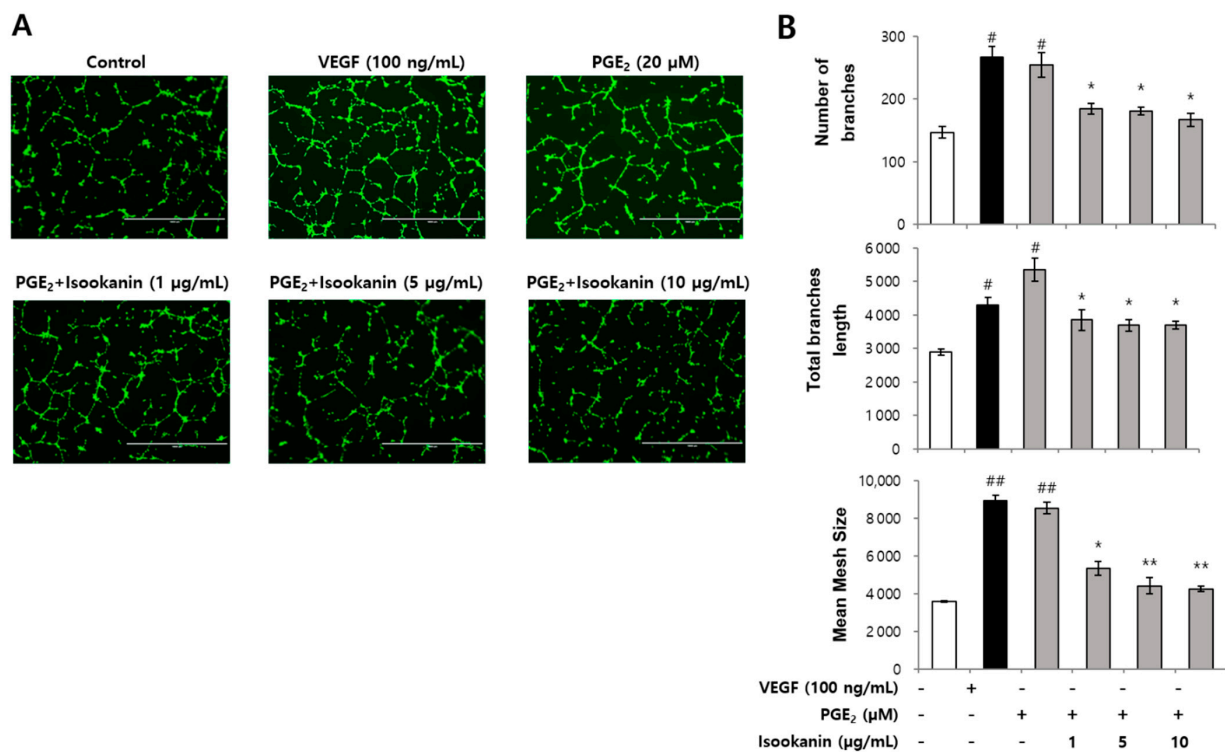 A
Control
VEGF (100 ng/mL)
PGE₂ (20 μM)
PGE₂+Isookanin (1 μg/mL)
PGE₂+Isookanin (5 μg/mL)
PGE₂+Isookanin (10 μg/mL)
B
Number of
branches
300
200
100
0
#
#
*
*
*
Total branches
length
6 000
5 000
4 000
3 000
2 000
1 000
0
#
#
*
*
*
Mean Mesh Size
10,000
8 000
6 000
4 000
2 000
0
##
##
*
**
**
VEGF (100 ng/mL) - + - - - -
PGE₂ (μM) - - + + + +
Isookanin (μg/mL) - - - 1 5 10